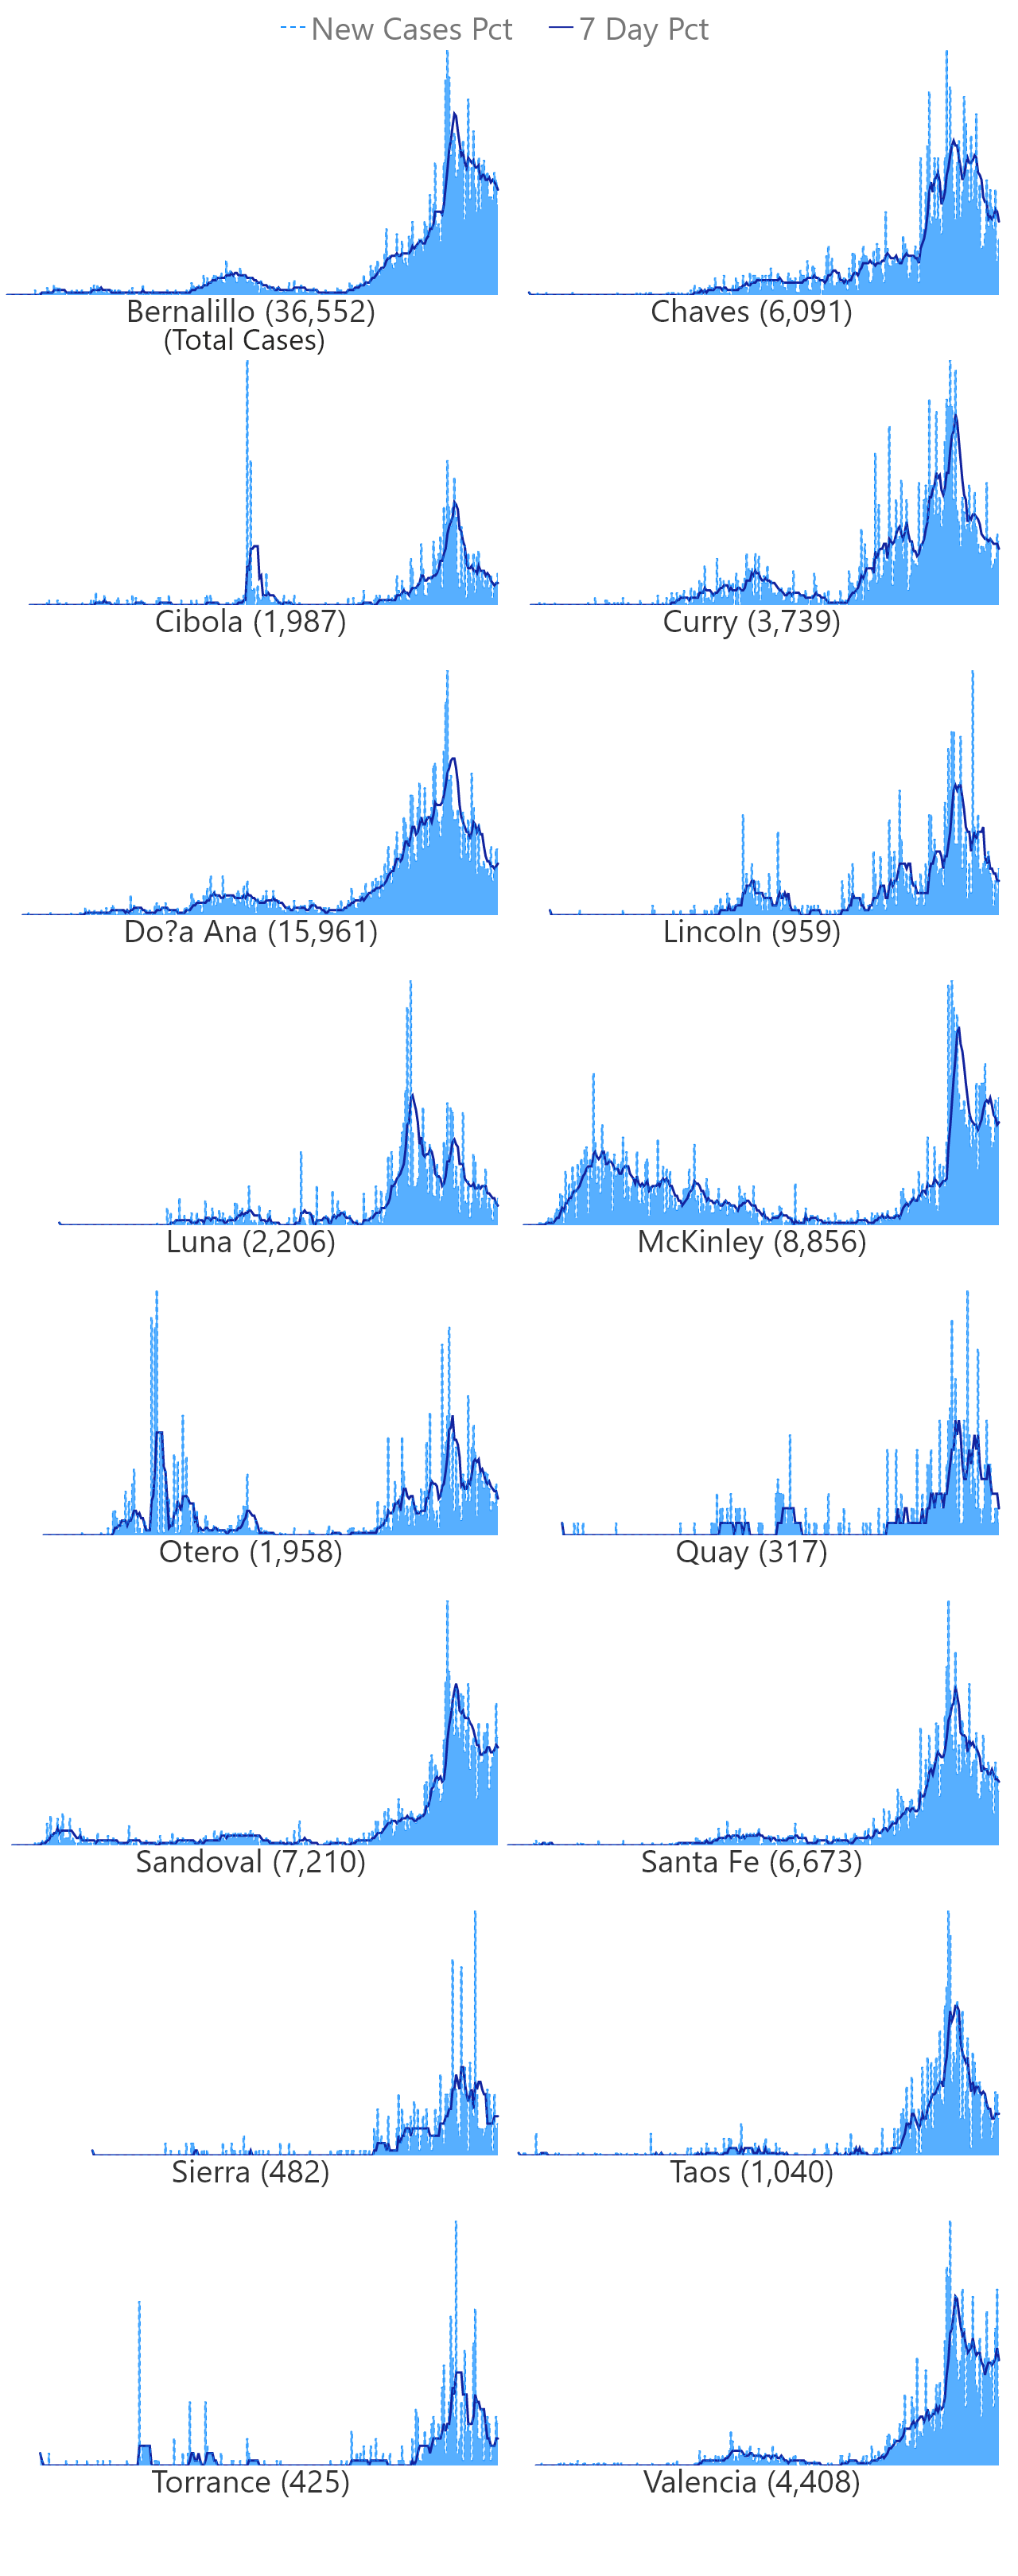 New Cases Pct 7 Day Pct
Bernalillo (36,552) Chaves (6,091)
(Total Cases)
Cibola (1,987) Curry (3,739)
Do?a Ana (15,961) Lincoln (959)
Luna (2,206) McKinley (8,856)
Otero (1,958) Quay (317)
Sandoval (7,210) Santa Fe (6,673)
Sierra (482) Taos (1,040)
Torrance (425) Valencia (4,408)